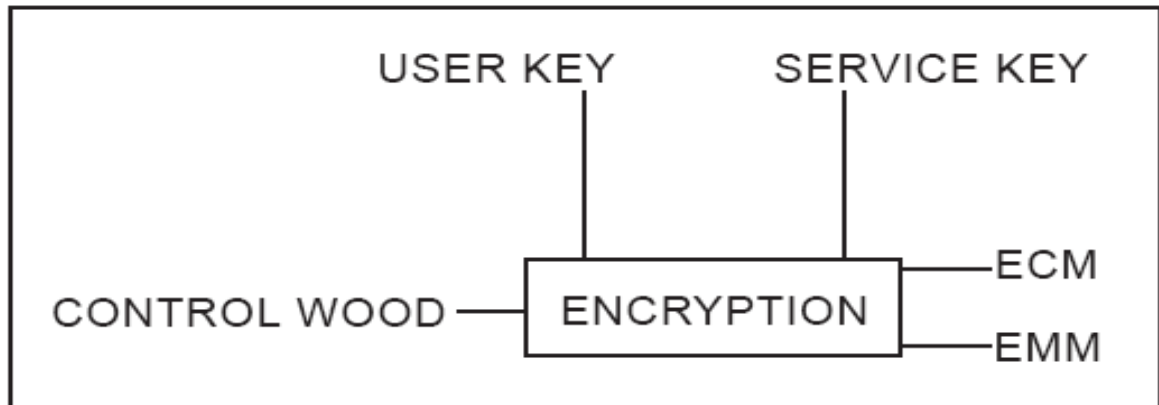 USER KEY SERVICE KEY
ECM
CONTROL WOOD ENCRYPTION
EMM